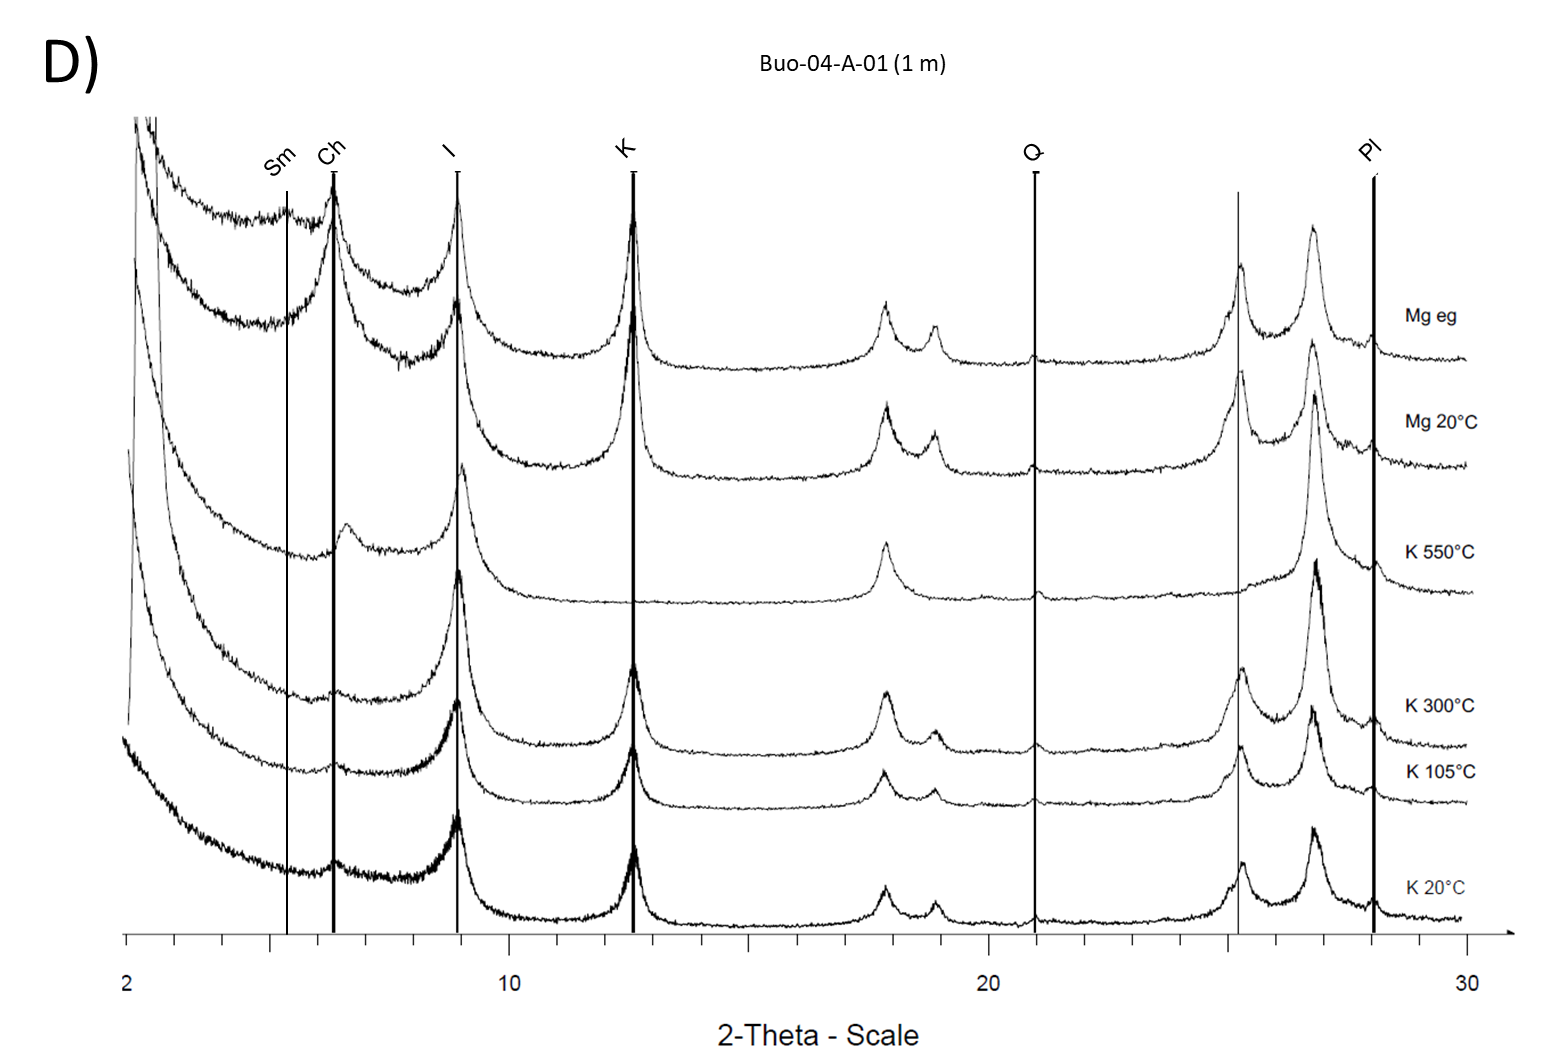 D)
Buo-04-A-01 (1 m)
Sm
Ch
I
K
Q
Pl
Mg eg
Mg 20°C
K 550°C
K 300°C
K 105°C
K 20°C
2
10
20
30
2-Theta - Scale